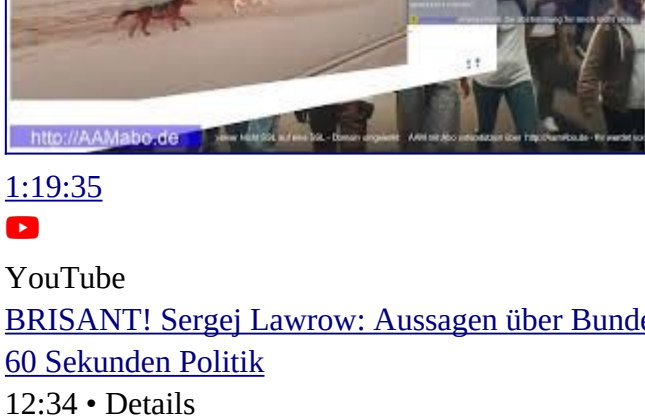 http://AAMabo.de
1:19:35
YouTube
BRISANT! Sergej Lawrow: Aussagen über Bunde
60 Sekunden Politik
12:34 • Details